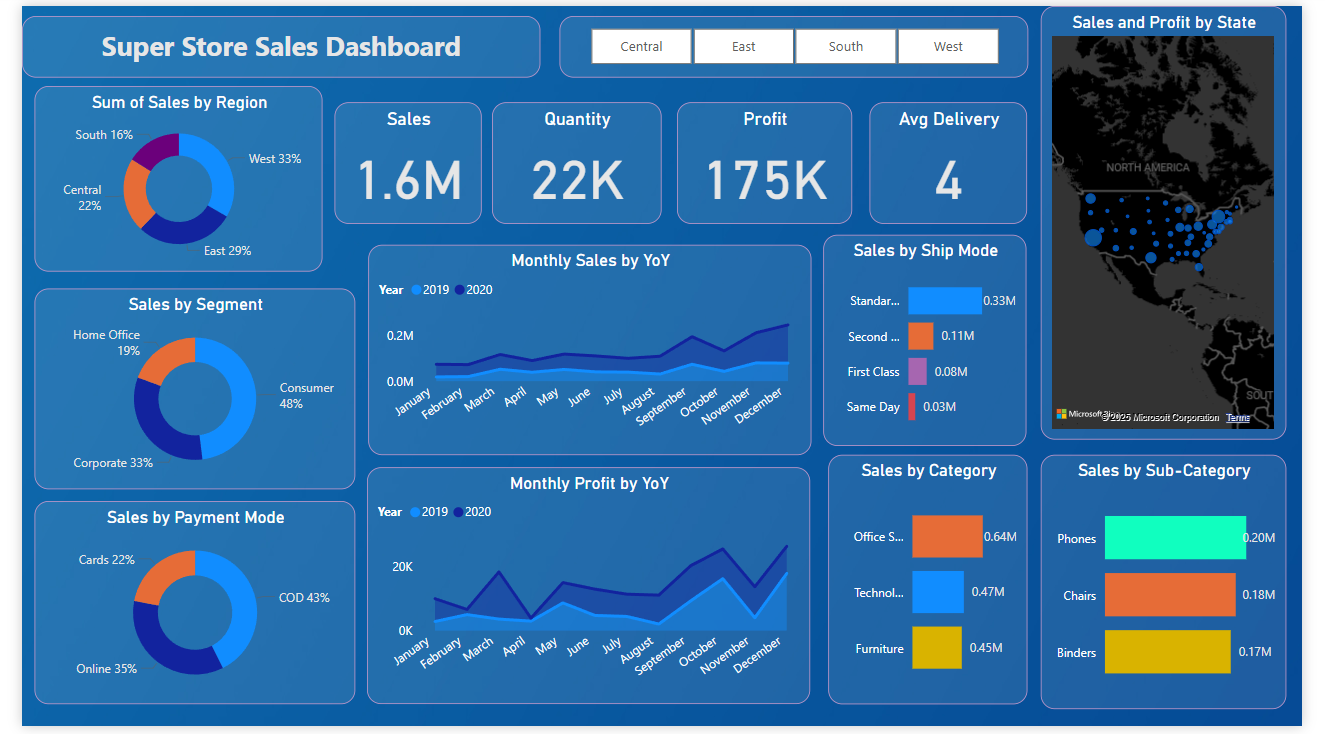 Super Store Sales Dashboard
Central
East
South
West
Sales and Profit by State
NORTH AMERICA
SOUT
Microsoft Bing
© 2025 Microsoft Corporation Terms
Sum of Sales by Region
South 16%
West 33%
Central
22%
East 29%
Sales
1.6M
Quantity
22K
Profit
175K
Avg Delivery
4
Sales by Segment
Home Office
19%
Consumer
48%
Corporate 33%
Monthly Sales by YoY
Year 2019 2020
0.2M
0.0M
January
February
March
April
May
June
July
August
September
October
November
December
Sales by Ship Mode
Standar... 0.33M
Second ... 0.11M
First Class 0.08M
Same Day 0.03M
Sales by Payment Mode
Cards 22%
COD 43%
Online 35%
Monthly Profit by YoY
Year 2019 2020
20K
0K
January
February
March
April
May
June
July
August
September
October
November
December
Sales by Category
Office S... 0.64M
Technol... 0.47M
Furniture 0.45M
Sales by Sub-Category
Phones 0.20M
Chairs 0.18M
Binders 0.17M